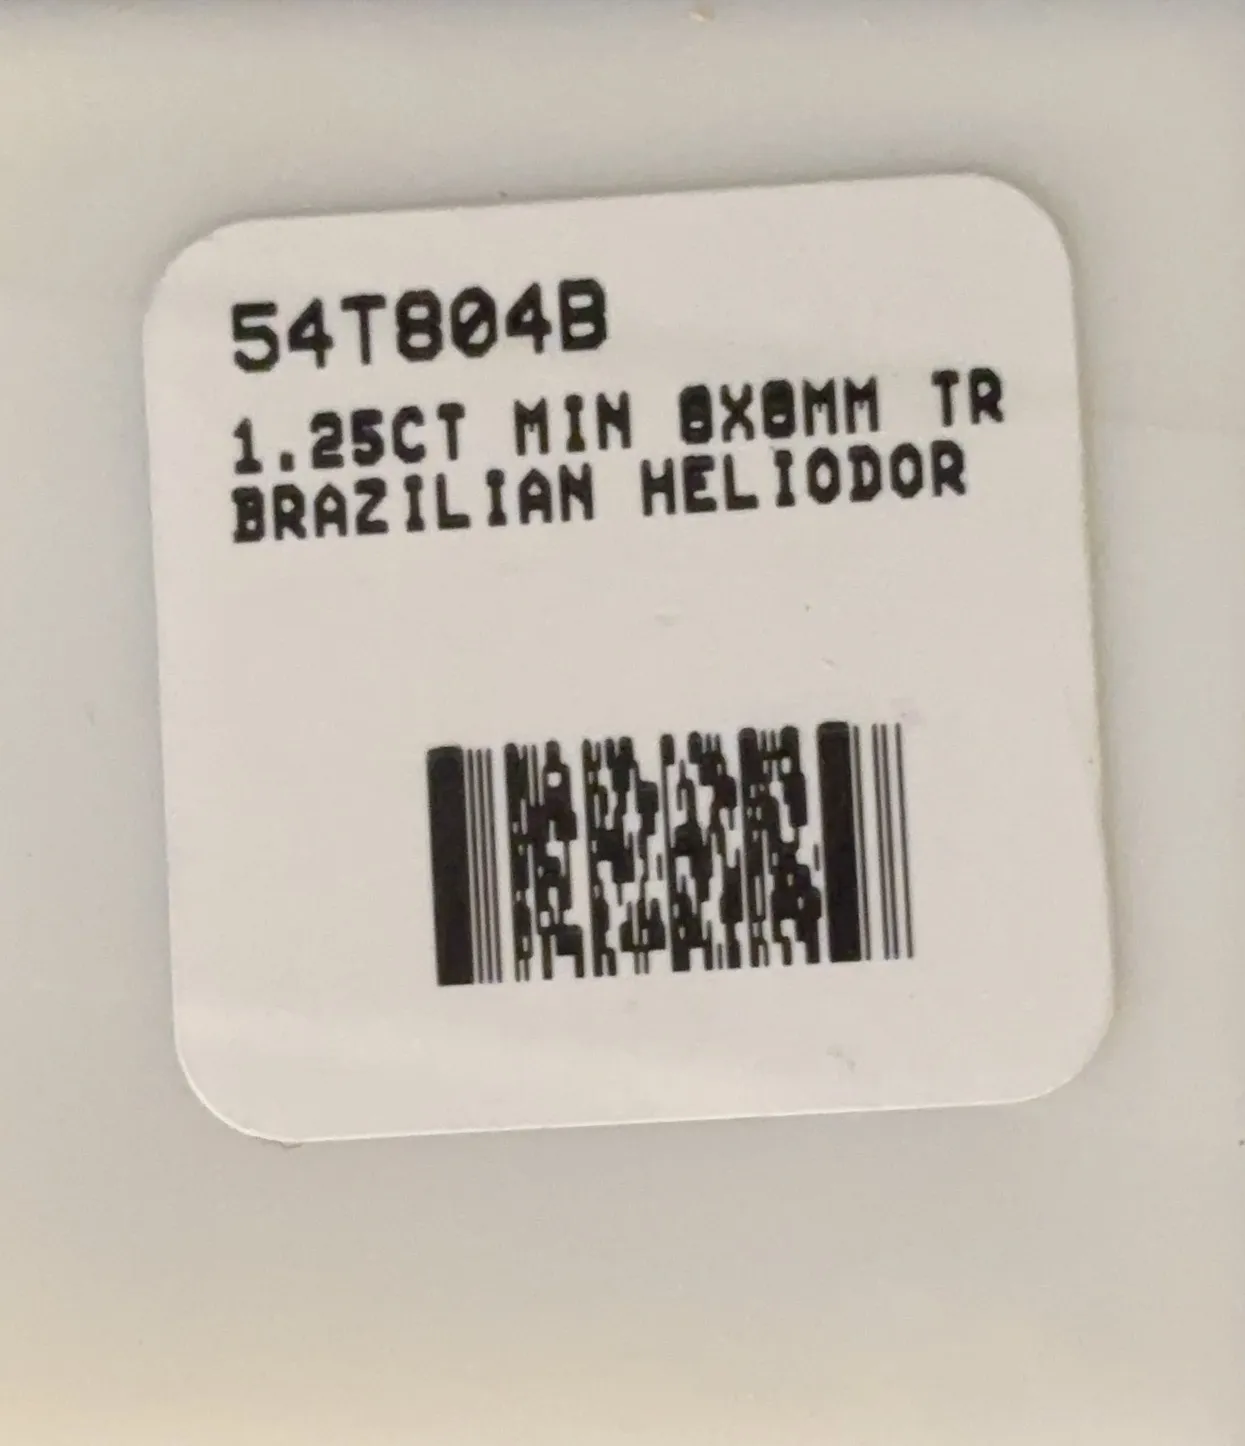 54T804B
1.25CT MIN 8X8MM TR
BRAZILIAN HELIODOR